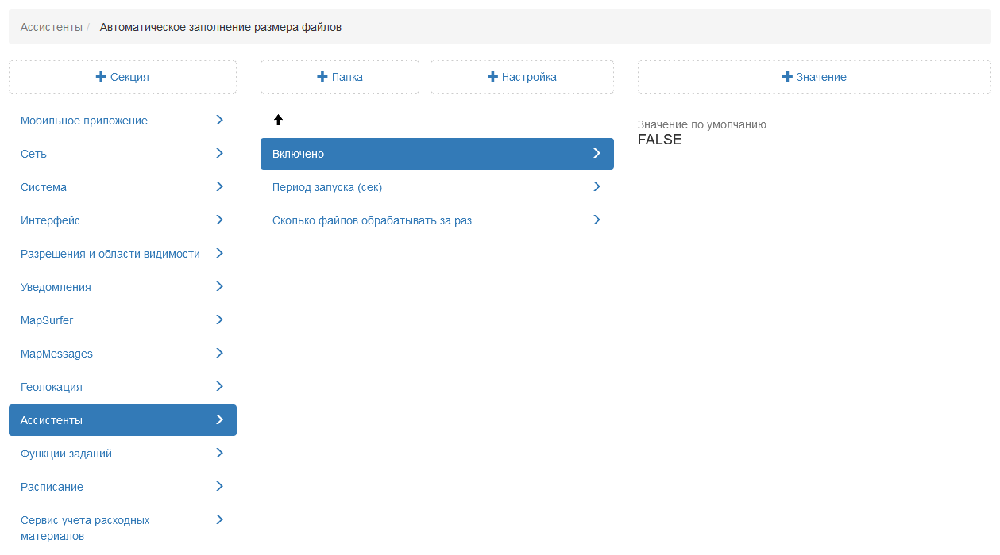 Ассистенты / Автоматическое заполнение размера файлов
Секция
Папка
Настройка
Значение
Мобильное приложение
Сеть
Система
Интерфейс
Разрешения и области видимости
Уведомления
MapSurfer
MapMessages
Геолокация
Ассистенты
Функции заданий
Расписание
Сервис учета расходных
материалов
..
Включено
Период запуска (сек)
Сколько файлов обрабатывать за раз
Значение по умолчанию
FALSE